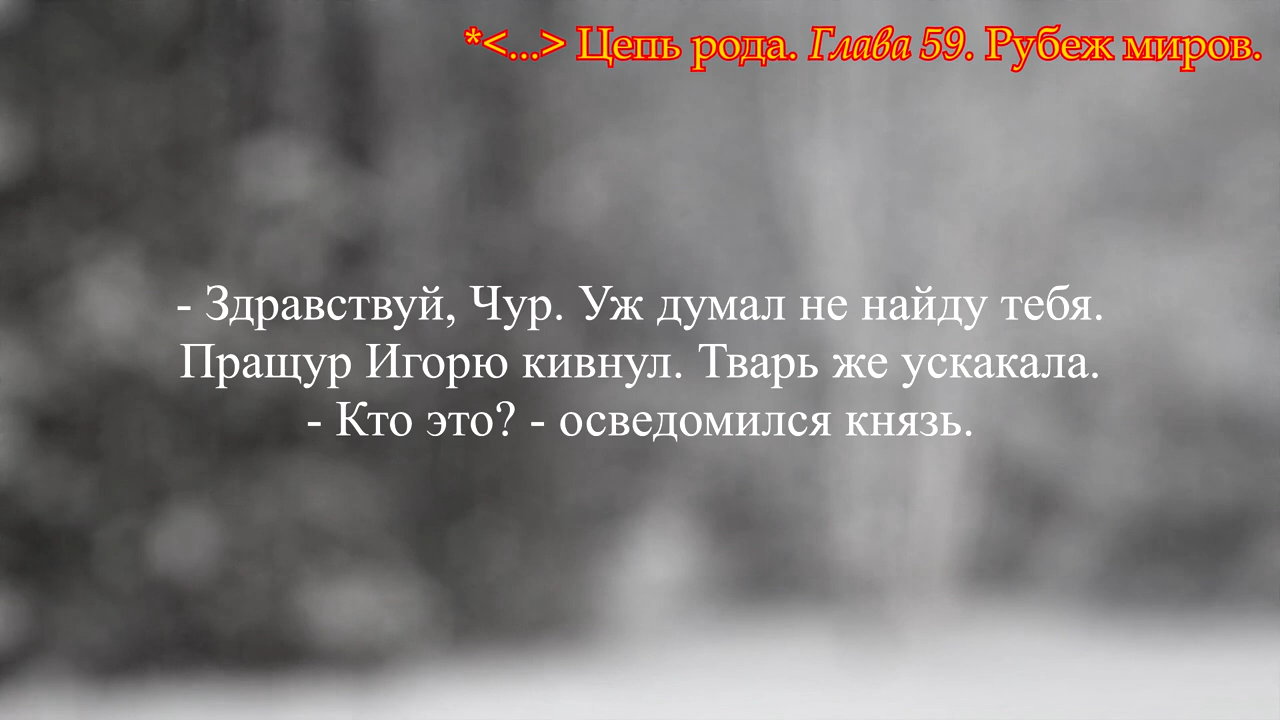 *<...> Цепь рода. Глава 59. Рубеж миров.
- Здравствуй, Чур. Уж думал не найду тебя.
Пращур Игорю кивнул. Тварь же ускакала.
- Кто это? - осведомился князь.